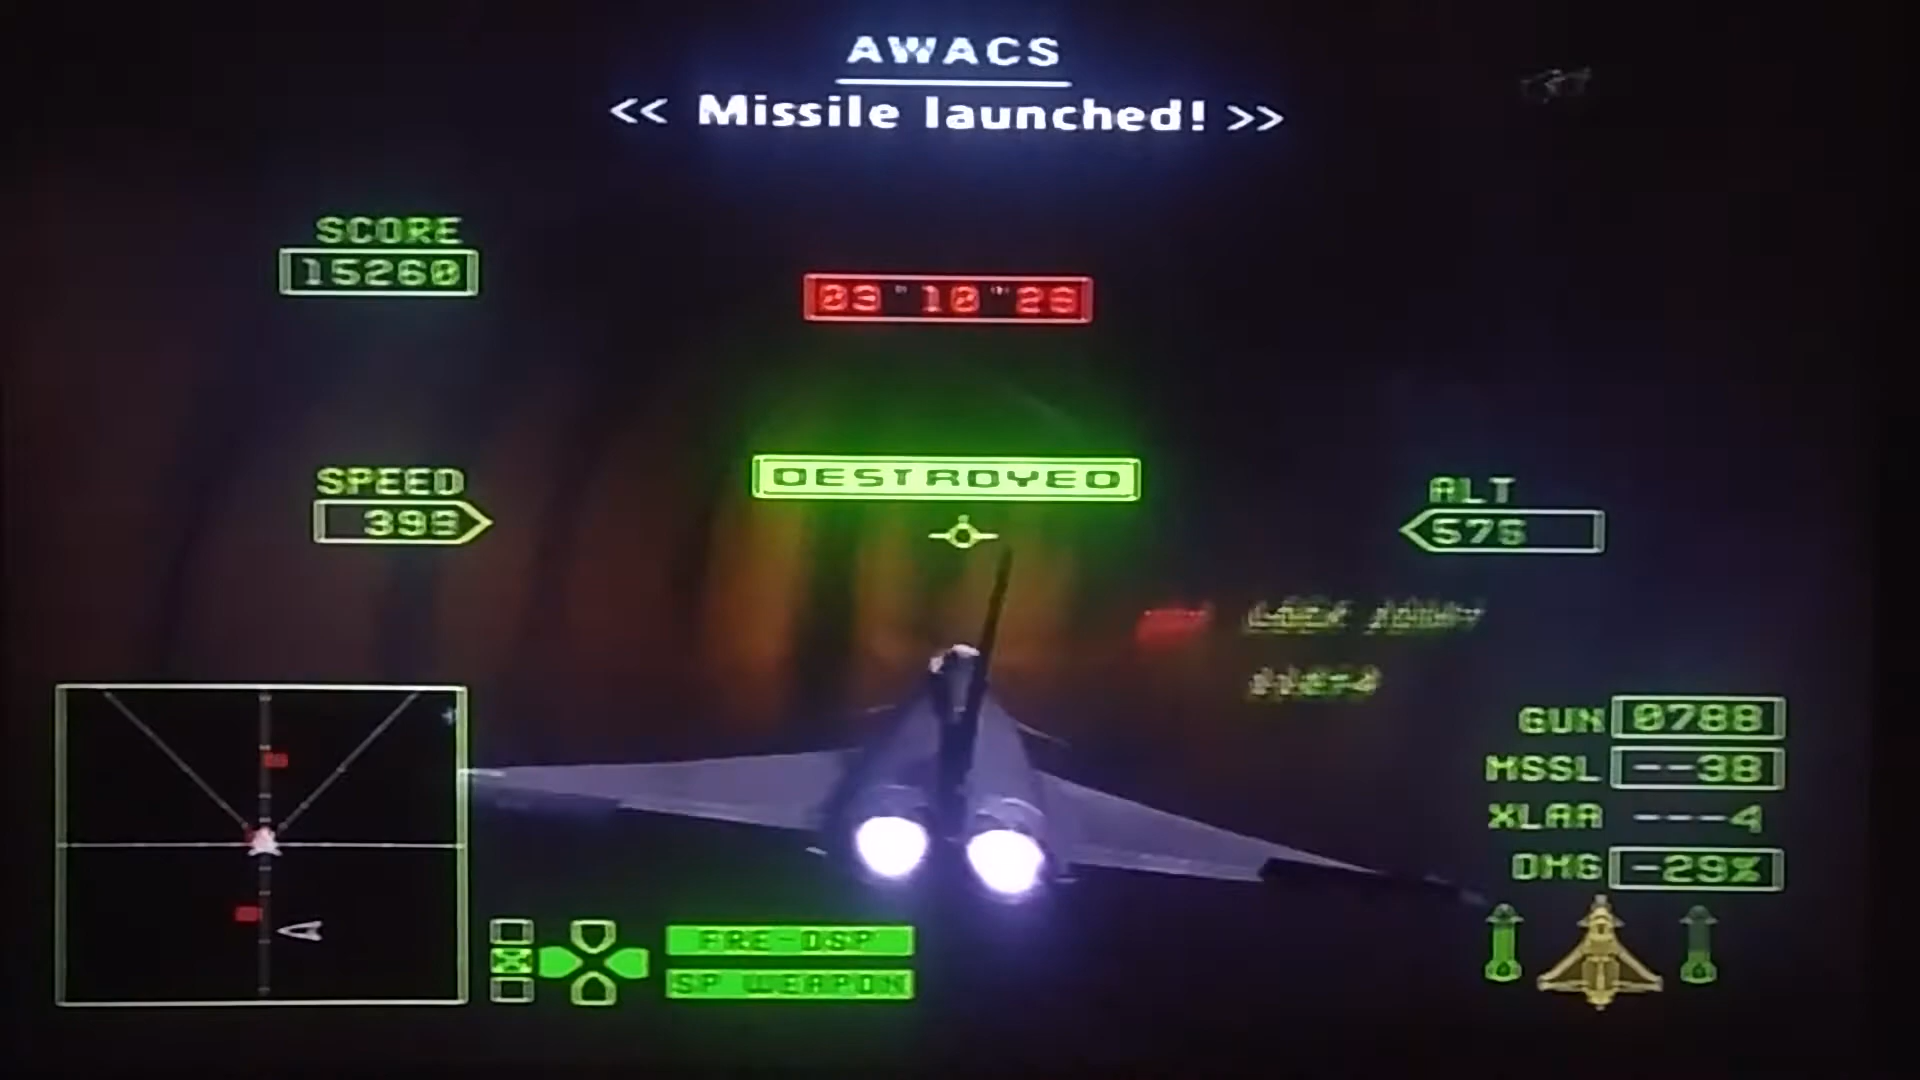 AWACS
<< Missile launched! >>
SCORE
15260
03"10"26
DESTROYED
SPEED
399
ALT
576
GUN 0788
MSSL --38
XLAA ---4
DMG -29%
FRE-DSP
SP WEAPON